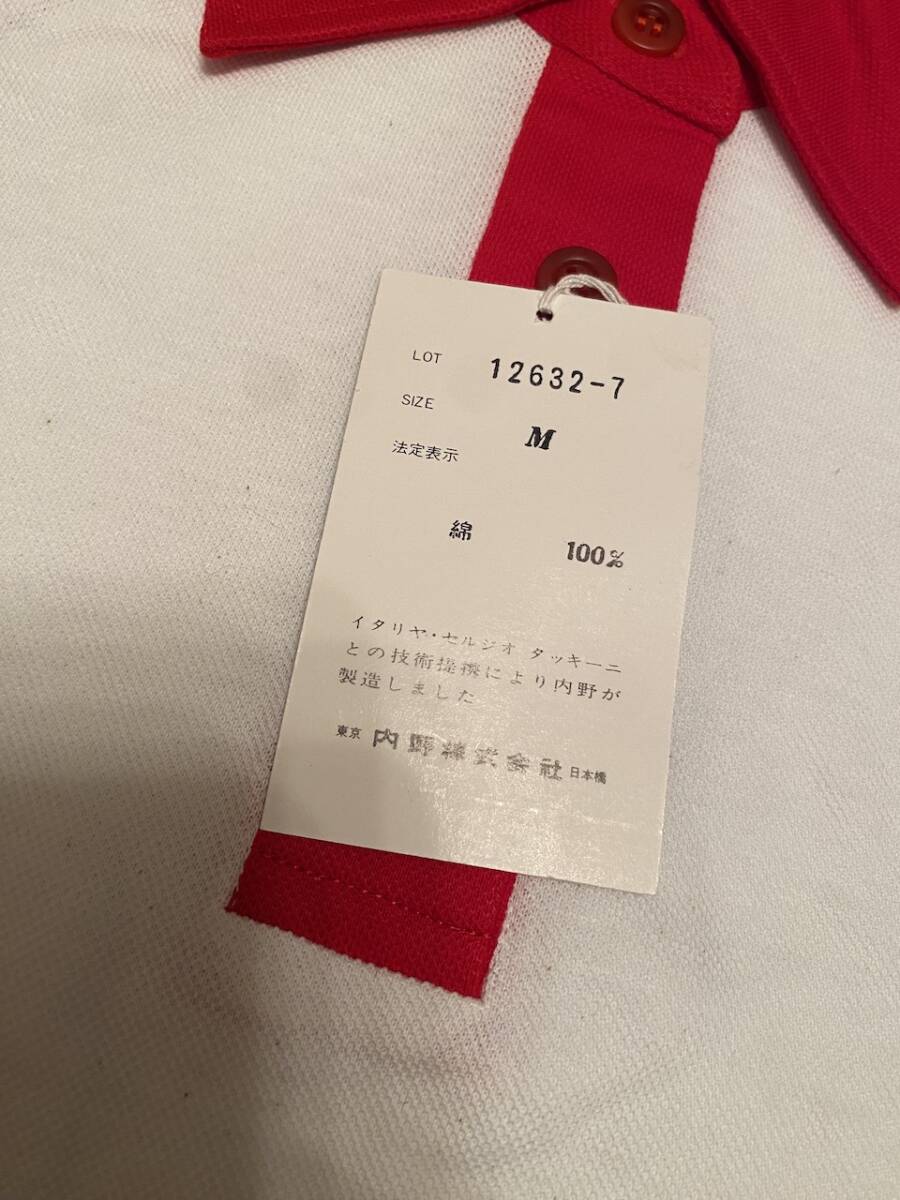 LOT 12632-7
SIZE M
法定表示
綿 100%
イタリヤ・セルジオ タッキーニ
との技術提携により内野が
製造しました
東京 内野株式会社 日本橋